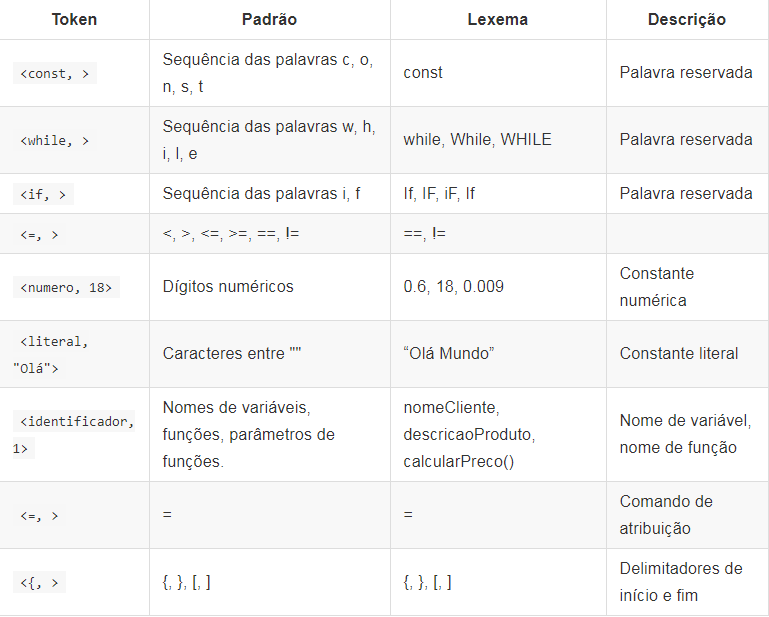 Token Padrão Lexema Descrição
<const, > Sequência das palavras c, o, n, s, t const Palavra reservada
<while, > Sequência das palavras w, h, i, l, e while, While, WHILE Palavra reservada
<if, > Sequência das palavras i, f If, IF, iF, If Palavra reservada
<=, > <, >, <=, >=, ==, != ==, !=
<numero, 18> Dígitos numéricos 0.6, 18, 0.009 Constante numérica
<literal, "Olá"> Caracteres entre "" “Olá Mundo” Constante literal
<identificador, 1> Nomes de variáveis, funções, parâmetros de funções. nomeCliente, descricaoProduto, calcularPreco() Nome de variável, nome de função
<=, > = = Comando de atribuição
<{, > {, }, [, ] {, }, [, ] Delimitadores de início e fim